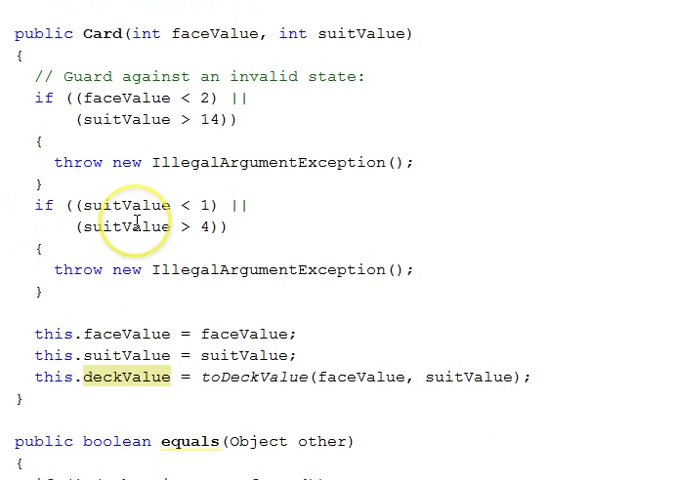 public Card(int faceValue, int suitValue)
{
// Guard against an invalid state:
if ((faceValue < 2) ||
(suitValue > 14))
{
throw new IllegalArgumentException();
}
if ((suitValue < 1) ||
(suitValue > 4))
{
throw new IllegalArgumentException();
}
this.faceValue = faceValue;
this.suitValue = suitValue;
this.deckValue = toDeckValue(faceValue, suitValue);
}
public boolean equals(Object other)
{